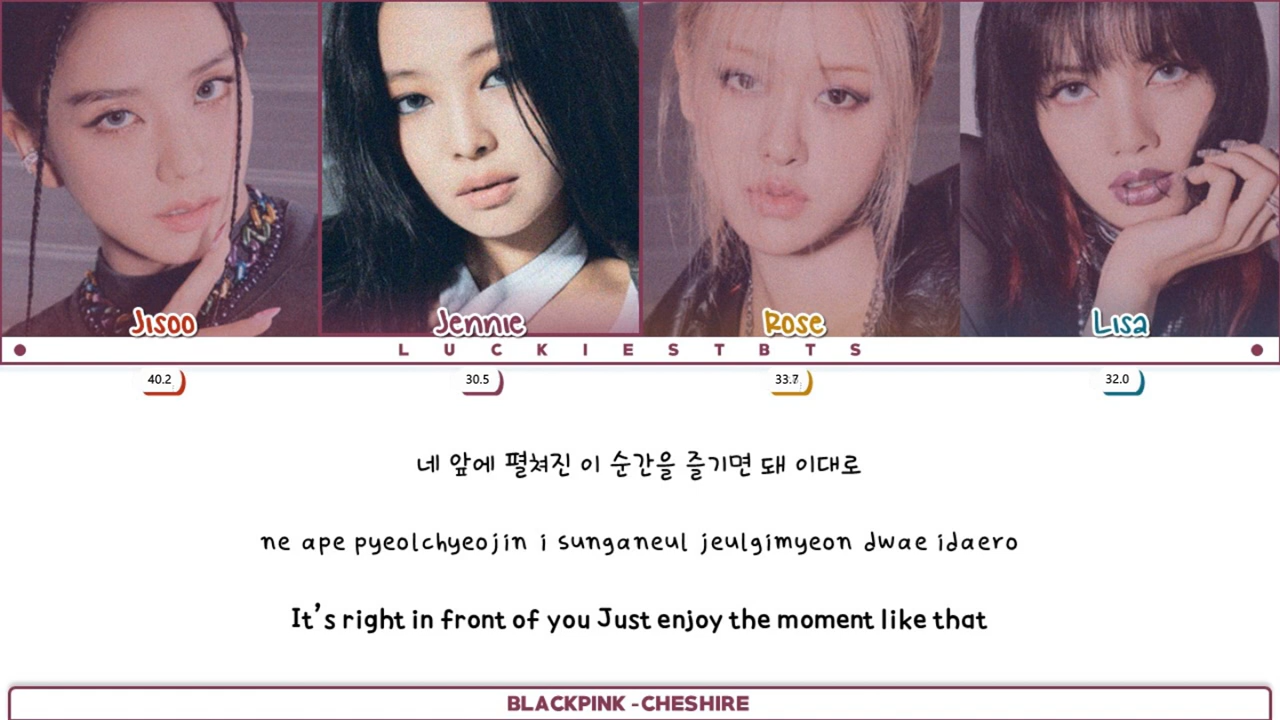 Jisoo Jennie Rose Lisa
LUCKIESTBTS
40.2 30.5 33.7 32.0
네 앞에 펼쳐진 이 순간을 즐기면 돼 이대로
ne ape pyeolchyeojin i sunganeul jeulgimyeon dwae idaero
It's right in front of you Just enjoy the moment like that
BLACKPINK -CHESHIRE